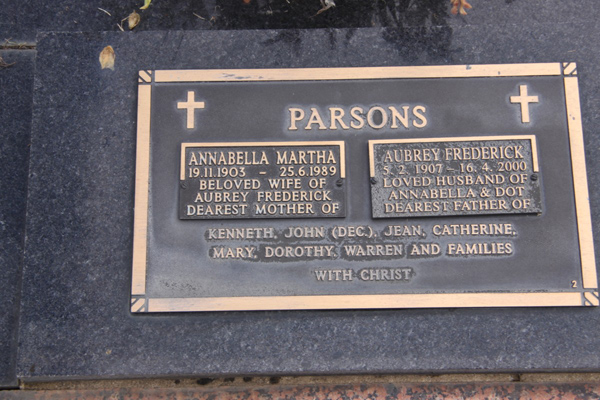 PARSONS
ANNABELLA MARTHA
19.11.1903 - 25.6.1989
BELOVED WIFE OF
AUBREY FREDERICK
DEAREST MOTHER OF
AUBREY FREDERICK
5. 2. 1907 - 16. 4. 2000
LOVED HUSBAND OF
ANNABELLA & DOT
DEAREST FATHER OF
KENNETH, JOHN (DEC.), JEAN, CATHERINE,
MARY, DOROTHY, WARREN AND FAMILIES
WITH CHRIST
2